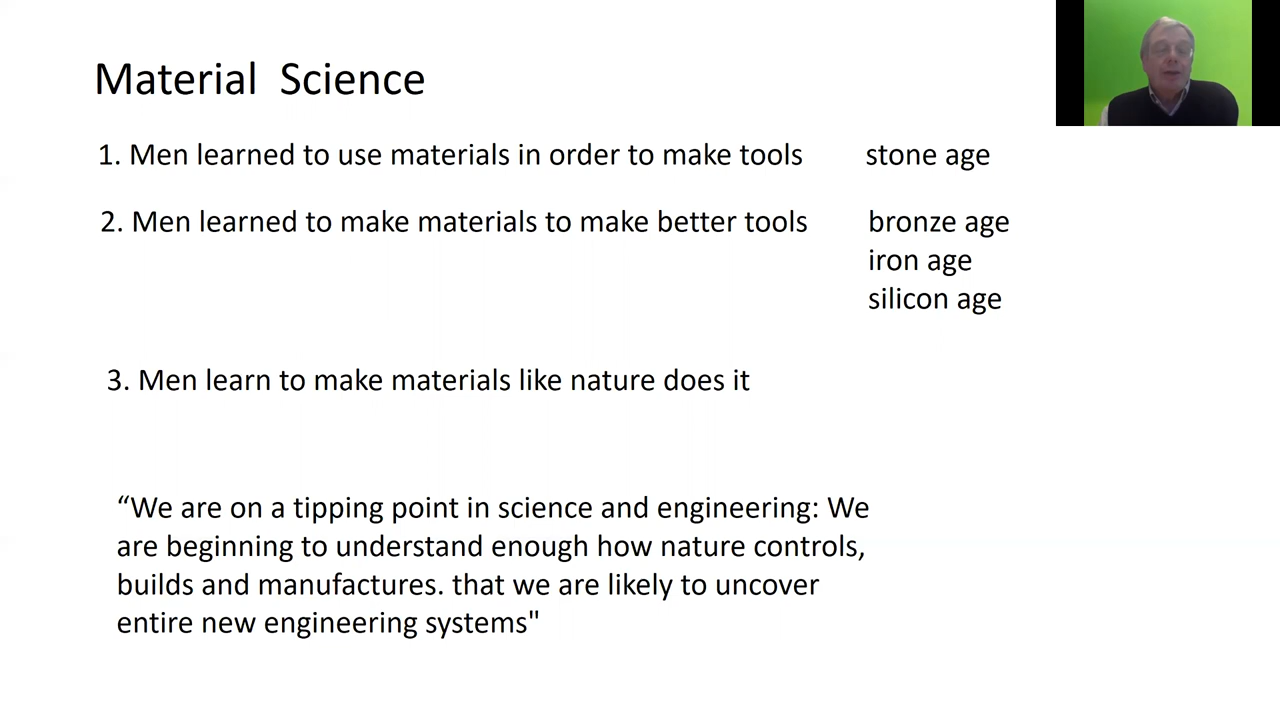 Material Science
1. Men learned to use materials in order to make tools stone age
2. Men learned to make materials to make better tools bronze age
iron age
silicon age
3. Men learn to make materials like nature does it
“We are on a tipping point in science and engineering: We
are beginning to understand enough how nature controls,
builds and manufactures. that we are likely to uncover
entire new engineering systems"